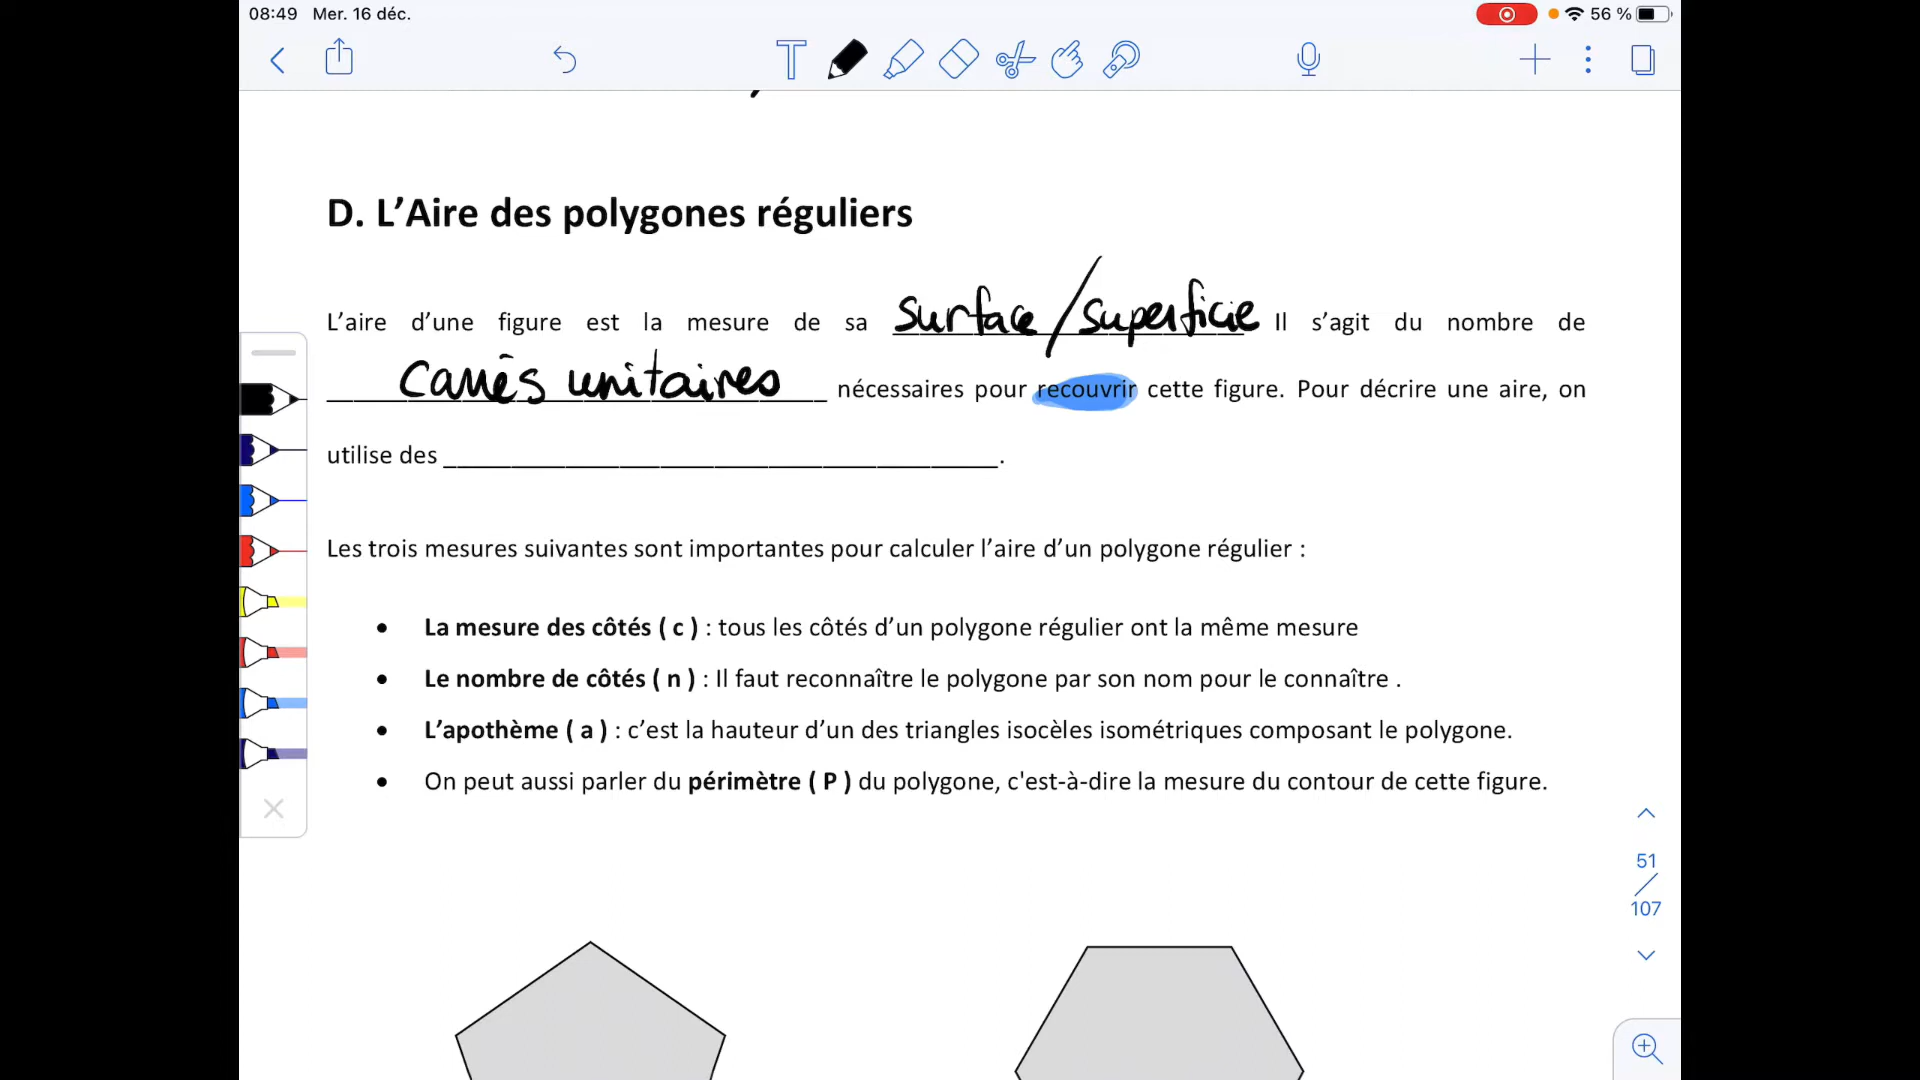 08:49 Mer. 16 déc. 56 %
D. L’Aire des polygones réguliers
L’aire d’une figure est la mesure de sa surface/superficie Il s’agit du nombre de
carrés unitaires nécessaires pour recouvrir cette figure. Pour décrire une aire, on
utilise des ________________________________________.
Les trois mesures suivantes sont importantes pour calculer l’aire d’un polygone régulier :
• La mesure des côtés ( c ) : tous les côtés d’un polygone régulier ont la même mesure
• Le nombre de côtés ( n ) : Il faut reconnaître le polygone par son nom pour le connaître .
• L’apothème ( a ) : c’est la hauteur d’un des triangles isocèles isométriques composant le polygone.
• On peut aussi parler du périmètre ( P ) du polygone, c'est-à-dire la mesure du contour de cette figure.
51
/
107